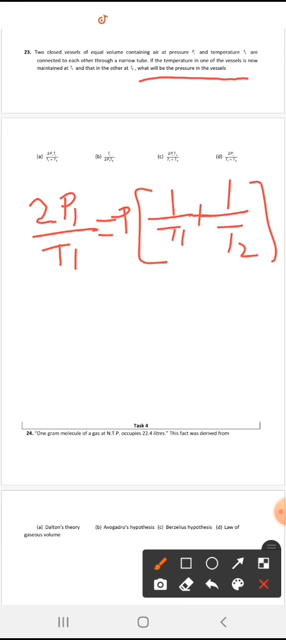 23. Two closed vessels of equal volume containing air at pressure P₁ and temperature T₁ are
connected to each other through a narrow tube. If the temperature in one of the vessels is now
maintained at T₁ and that in the other at T₂, what will be the pressure in the vessels
(a) 2P₁T₁/T₁+T₂ (b) T₁/2P₁T₂ (c) 2P₁T₂/T₁+T₂ (d) 2P₁/T₁+T₂
2P₁/T₁ = P[1/T₁ + 1/T₂]
Task 4
24. "One gram molecule of a gas at N.T.P. occupies 22.4 litres." This fact was derived from
(a) Dalton's theory (b) Avogadro's hypothesis (c) Berzelius hypothesis (d) Law of
gaseous volume